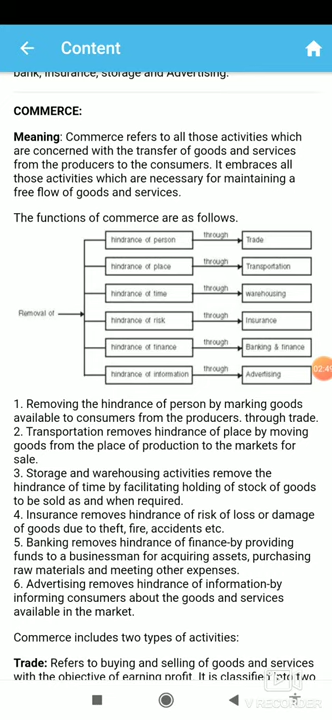 Content
bank, Insurance, storage and Advertising.
COMMERCE:
Meaning: Commerce refers to all those activities which
are concerned with the transfer of goods and services
from the producers to the consumers. It embraces all
those activities which are necessary for maintaining a
free flow of goods and services.
The functions of commerce are as follows.
hindrance of person through Trade
hindrance of place through Transportation
hindrance of time through warehousing
Removal of
hindrance of risk through Insurance
hindrance of finance through Banking & finance
hindrance of information through Advertising
02:49
1. Removing the hindrance of person by marking goods
available to consumers from the producers. through trade.
2. Transportation removes hindrance of place by moving
goods from the place of production to the markets for
sale.
3. Storage and warehousing activities remove the
hindrance of time by facilitating holding of stock of goods
to be sold as and when required.
4. Insurance removes hindrance of risk of loss or damage
of goods due to theft, fire, accidents etc.
5. Banking removes hindrance of finance-by providing
funds to a businessman for acquiring assets, purchasing
raw materials and meeting other expenses.
6. Advertising removes hindrance of information-by
informing consumers about the goods and services
available in the market.
Commerce includes two types of activities:
Trade: Refers to buying and selling of goods and services
with the objective of earning profit. It is classified into two
V RECORDER